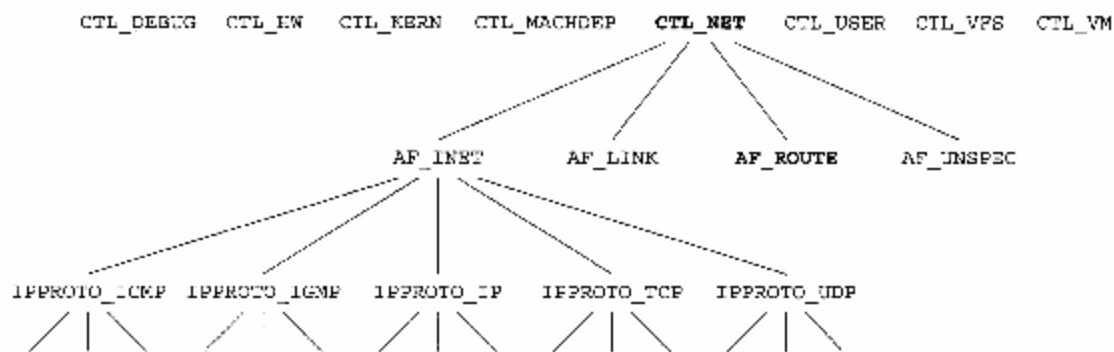 CTL_DEBUG CTL_HW CTL_KERN CTL_MACHDEP CTL_NET CTL_USER CTL_VFS CTL_VM
AF_INET AF_LINK AF_ROUTE AF_UNSPEC
IPPROTO_ICMP IPPROTO_IGMP IPPROTO_IP IPPROTO_TCP IPPROTO_UDP